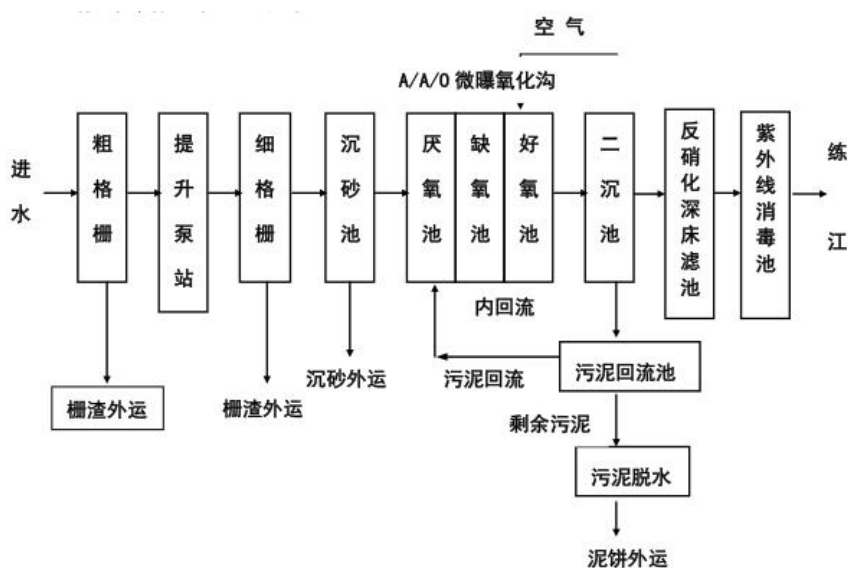 空 气
A/A/O 微曝氧化沟
进水
粗格栅
提升泵站
细格栅
沉砂池
厌氧池
缺氧池
好氧池
二沉池
反硝化深床滤池
紫外线消毒池
练江
内回流
栅渣外运
栅渣外运
沉砂外运
污泥回流
污泥回流池
剩余污泥
污泥脱水
泥饼外运